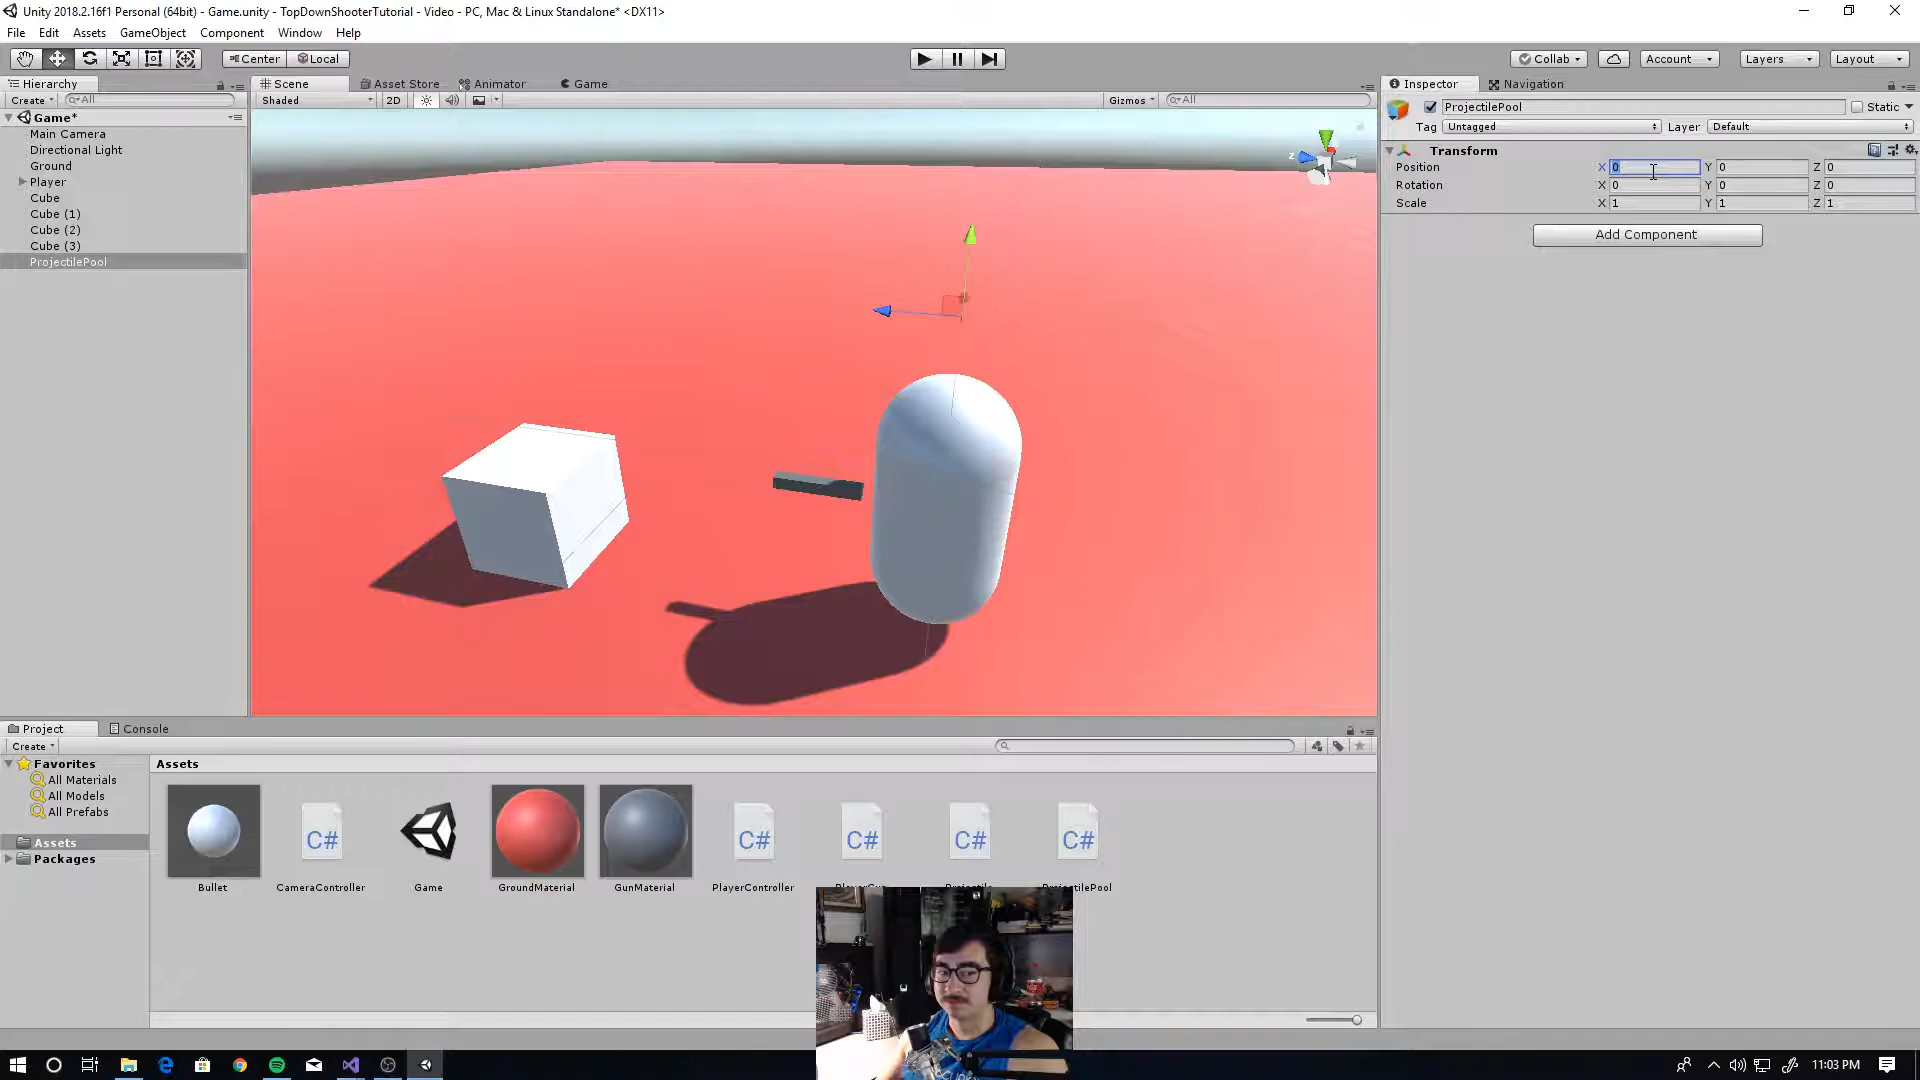 Unity 2018.2.16f1 Personal (64bit) - Game.unity - TopDownShooterTutorial - Video - PC, Mac & Linux Standalone* <DX11>
File Edit Assets GameObject Component Window Help
Center Local Collab Account Layers Layout
Hierarchy
Create All
Game*
Main Camera
Directional Light
Ground
Player
Cube
Cube (1)
Cube (2)
Cube (3)
ProjectilePool
Scene Asset Store Animator Game
Shaded 2D Gizmos All
z
Inspector Navigation
ProjectilePool Static
Tag Untagged Layer Default
Transform
Position X 0 Y 0 Z 0
Rotation X 0 Y 0 Z 0
Scale X 1 Y 1 Z 1
Add Component
Project Console
Create
Favorites
All Materials
All Models
All Prefabs
Assets
Packages
Assets
C# C# C# C# C#
Bullet CameraController Game GroundMaterial GunMaterial PlayerController ProjectilePool
11:03 PM